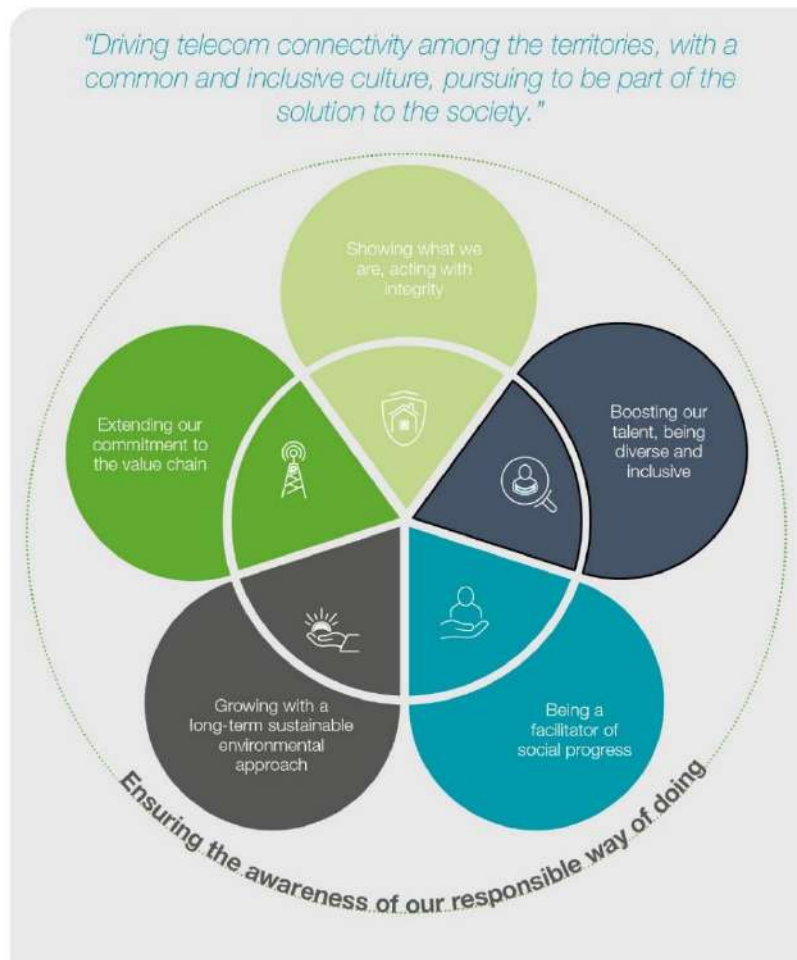 "Driving telecom connectivity among the territories, with a
common and inclusive culture, pursuing to be part of the
solution to the society."
Showing what we
are, acting with
integrity
Extending our
commitment to
the value chain
Boosting our
talent, being
diverse and
inclusive
Growing with a
long-term sustainable
environmental
approach
Being a
facilitator of
social progress
Ensuring the awareness of our responsible way of doing